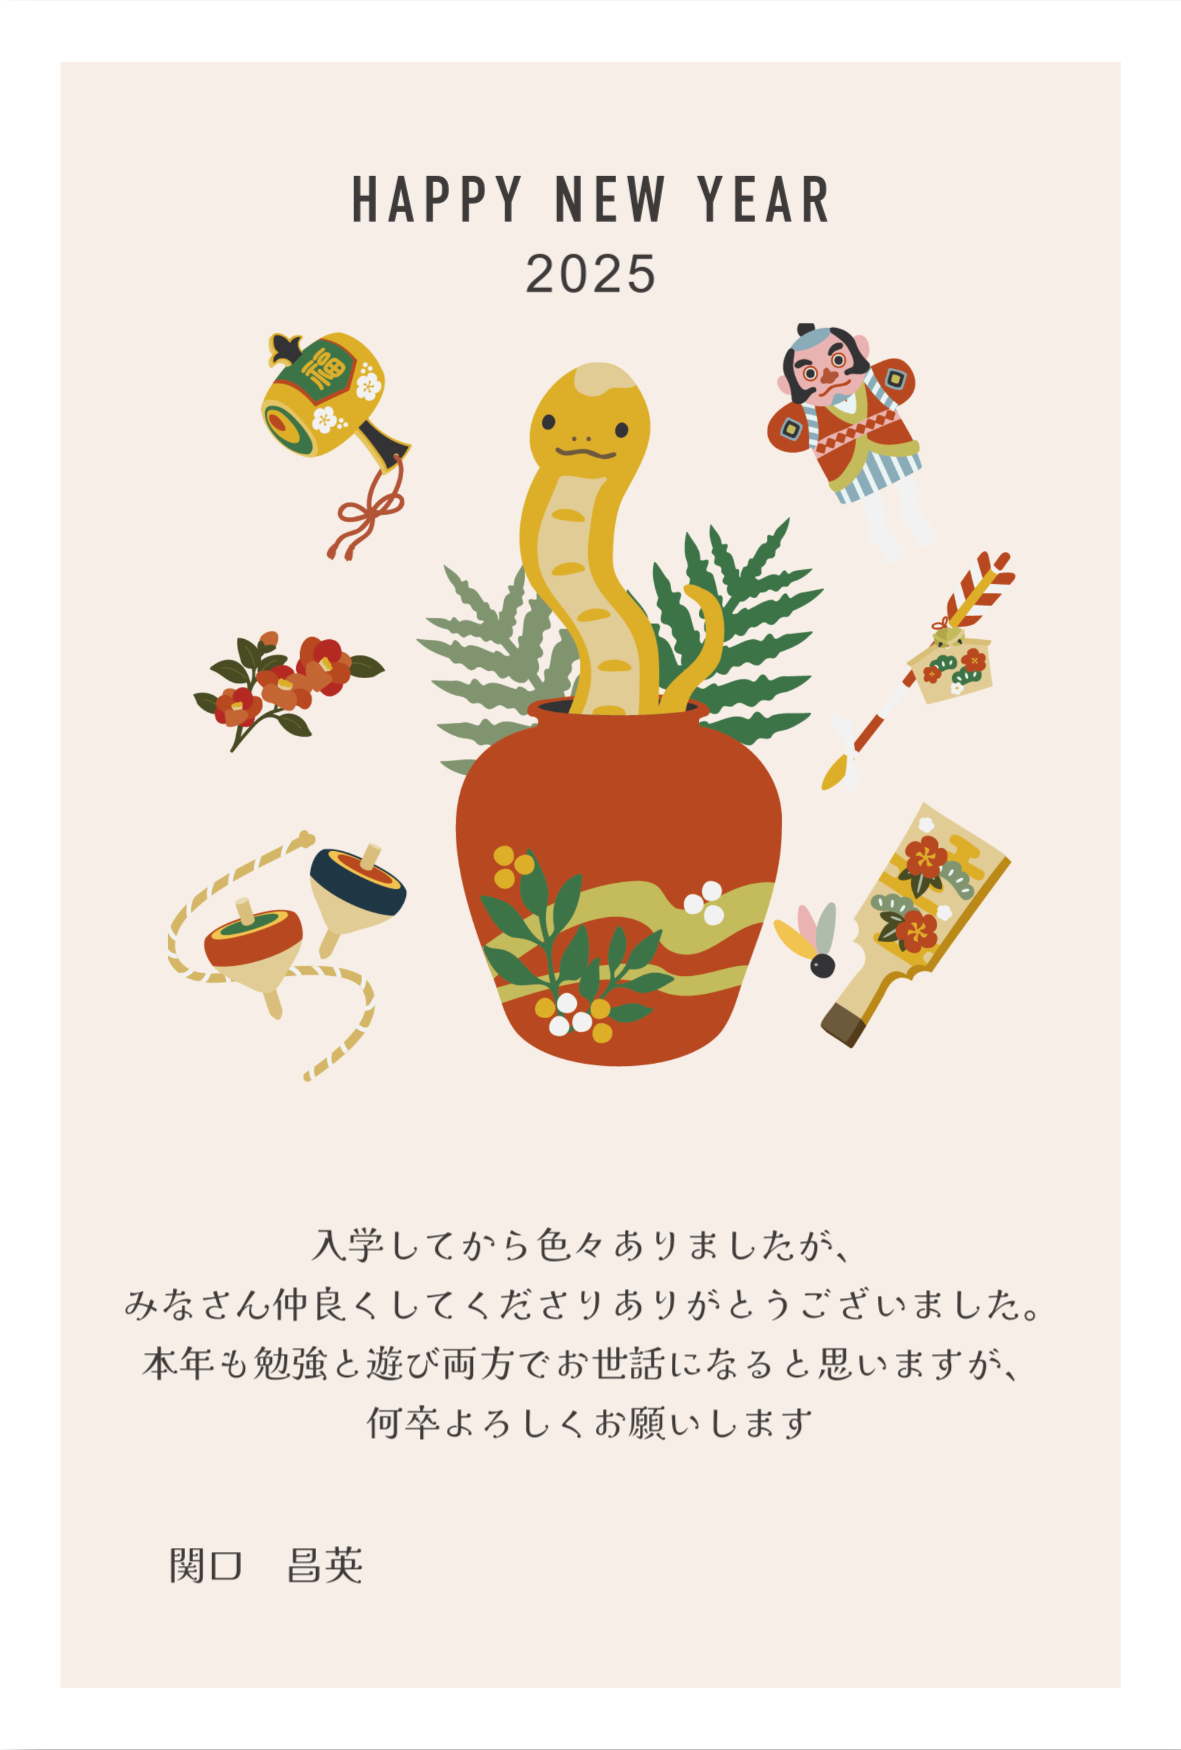 HAPPY NEW YEAR
2025
福
入学してから色々ありましたが、
みなさん仲良くしてくださりありがとうございました。
本年も勉強と遊び両方でお世話になると思いますが、
何卒よろしくお願いします
関口　昌英